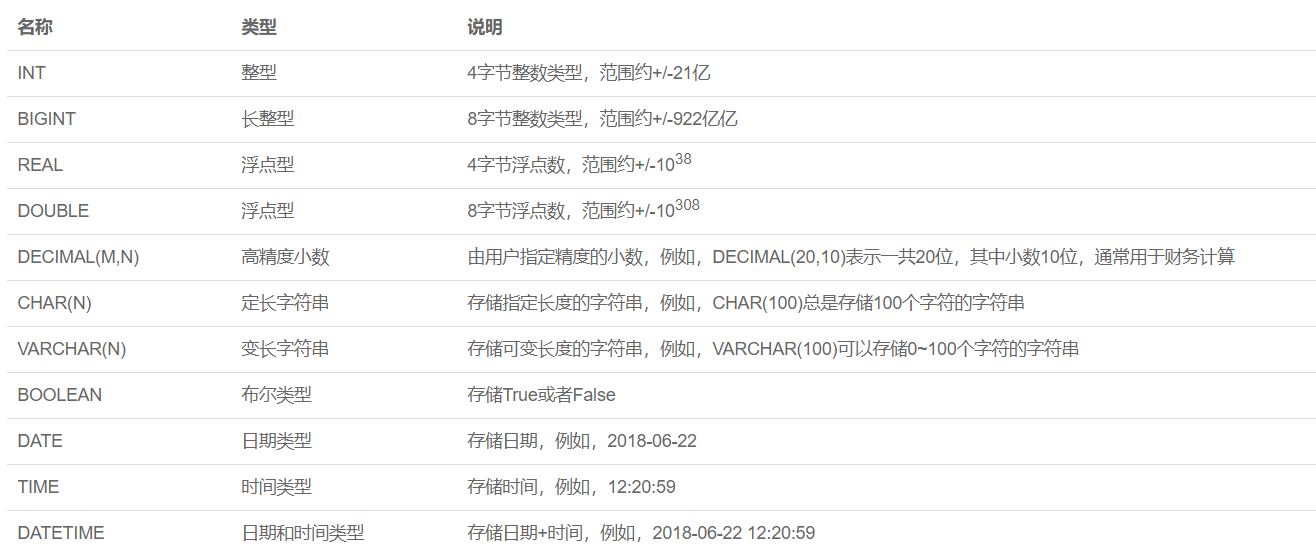 名称 类型 说明
INT 整型 4字节整数类型，范围约+/-21亿
BIGINT 长整型 8字节整数类型，范围约+/-922亿亿
REAL 浮点型 4字节浮点数，范围约+/-10³⁸
DOUBLE 浮点型 8字节浮点数，范围约+/-10³⁰⁸
DECIMAL(M,N) 高精度小数 由用户指定精度的小数，例如，DECIMAL(20,10)表示一共20位，其中小数10位，通常用于财务计算
CHAR(N) 定长字符串 存储指定长度的字符串，例如，CHAR(100)总是存储100个字符的字符串
VARCHAR(N) 变长字符串 存储可变长度的字符串，例如，VARCHAR(100)可以存储0~100个字符的字符串
BOOLEAN 布尔类型 存储True或者False
DATE 日期类型 存储日期，例如，2018-06-22
TIME 时间类型 存储时间，例如，12:20:59
DATETIME 日期和时间类型 存储日期+时间，例如，2018-06-22 12:20:59